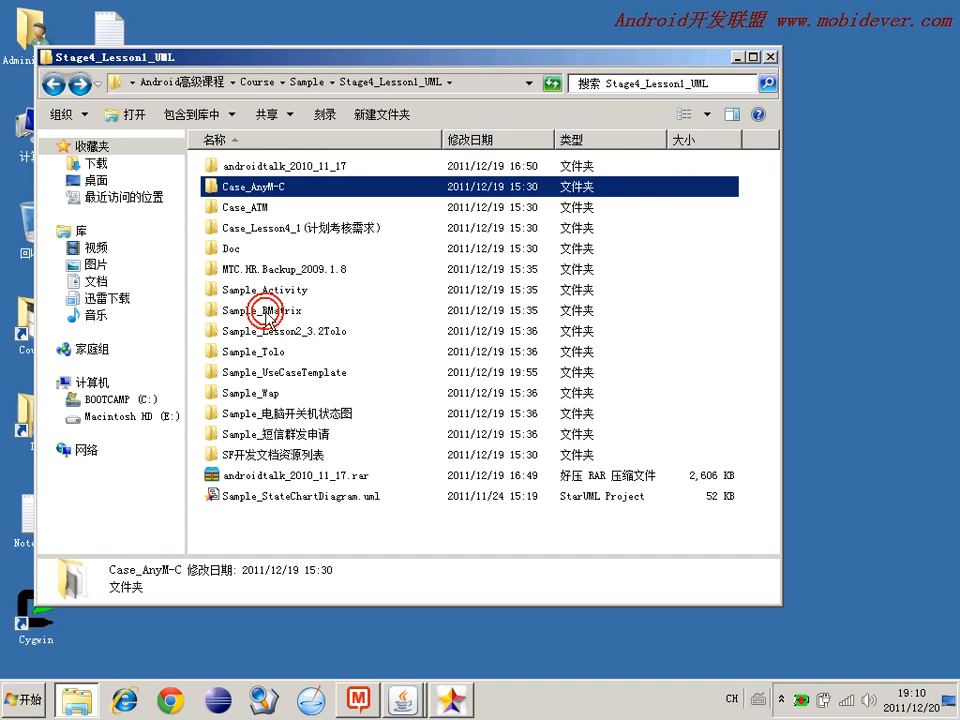 Android开发联盟 www.mobidever.com
Stage4_Lesson1_UML
Android高级课程 Course Sample Stage4_Lesson1_UML
搜索 Stage4_Lesson1_UML
组织 打开 包含到库中 共享 刻录 新建文件夹
名称 修改日期 类型 大小
收藏夹
下载
桌面
最近访问的位置
库
视频
图片
文档
迅雷下载
音乐
家庭组
计算机
BOOTCAMP (C:)
Macintosh HD (E:)
网络
androidtalk_2010_11_17 2011/12/19 16:50 文件夹
Case_AnyM-C 2011/12/19 15:30 文件夹
Case_ATM 2011/12/19 15:30 文件夹
Case_Lesson4_1(计划考核需求) 2011/12/19 15:30 文件夹
Doc 2011/12/19 15:30 文件夹
MTC.HR.Backup_2009.1.8 2011/12/19 15:35 文件夹
Sample_Activity 2011/12/19 15:35 文件夹
Sample_BMatrix 2011/12/19 15:35 文件夹
Sample_Lesson2_3.2Tolo 2011/12/19 15:36 文件夹
Sample_Tolo 2011/12/19 15:36 文件夹
Sample_UseCaseTemplate 2011/12/19 19:55 文件夹
Sample_Wap 2011/12/19 15:36 文件夹
Sample_电脑开关机状态图 2011/12/19 15:36 文件夹
Sample_短信群发申请 2011/12/19 15:36 文件夹
SF开发文档资源列表 2011/12/19 15:30 文件夹
androidtalk_2010_11_17.rar 2011/12/19 16:49 好压 RAR 压缩文件 2,606 KB
Sample_StateChartDiagram.uml 2011/11/24 15:19 StarUML Project 52 KB
Case_AnyM-C 修改日期: 2011/12/19 15:30
文件夹
Cygwin
开始
CH
19:10
2011/12/20